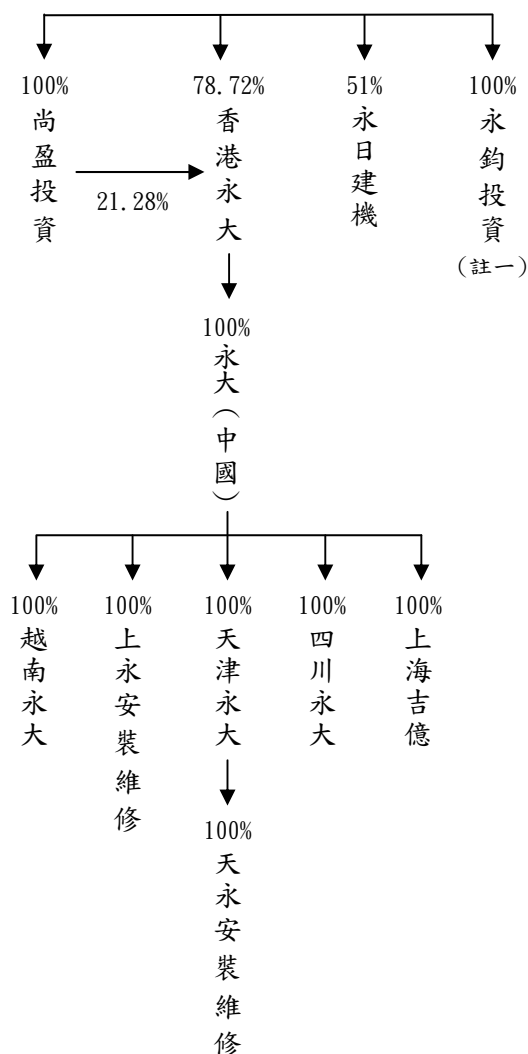 100%
尚盈投資
78.72%
香港永大
51%
永日建機
100%
永鈞投資
(註一)
21.28%
100%
永大(中國)
100%
越南永大
100%
上永安裝維修
100%
天津永大
100%
四川永大
100%
上海吉億
100%
天永安裝維修